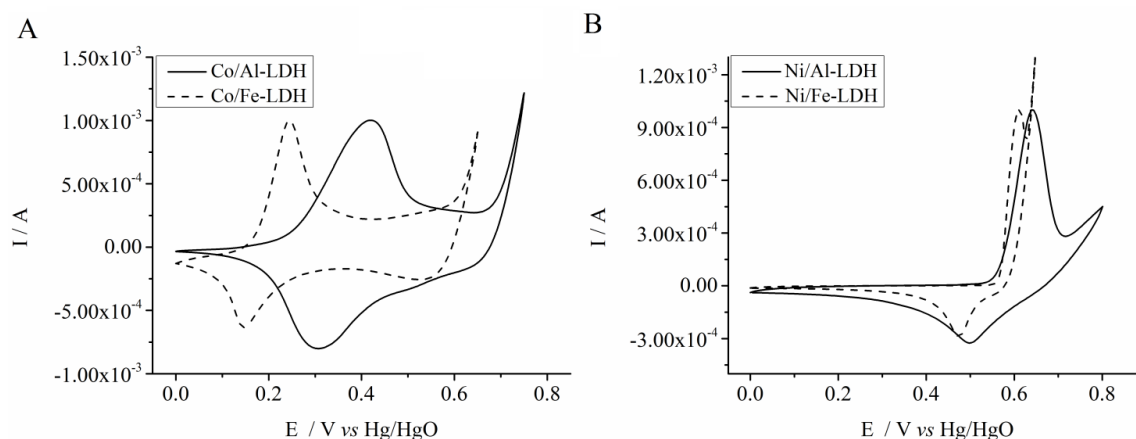 A
Co/Al-LDH
Co/Fe-LDH
1.50x10⁻³
1.00x10⁻³
5.00x10⁻⁴
0.00
-5.00x10⁻⁴
-1.00x10⁻³
I / A
0.0 0.2 0.4 0.6 0.8
E / V vs Hg/HgO
B
Ni/Al-LDH
Ni/Fe-LDH
1.20x10⁻³
9.00x10⁻⁴
6.00x10⁻⁴
3.00x10⁻⁴
0.00
-3.00x10⁻⁴
I / A
0.0 0.2 0.4 0.6 0.8
E / V vs Hg/HgO